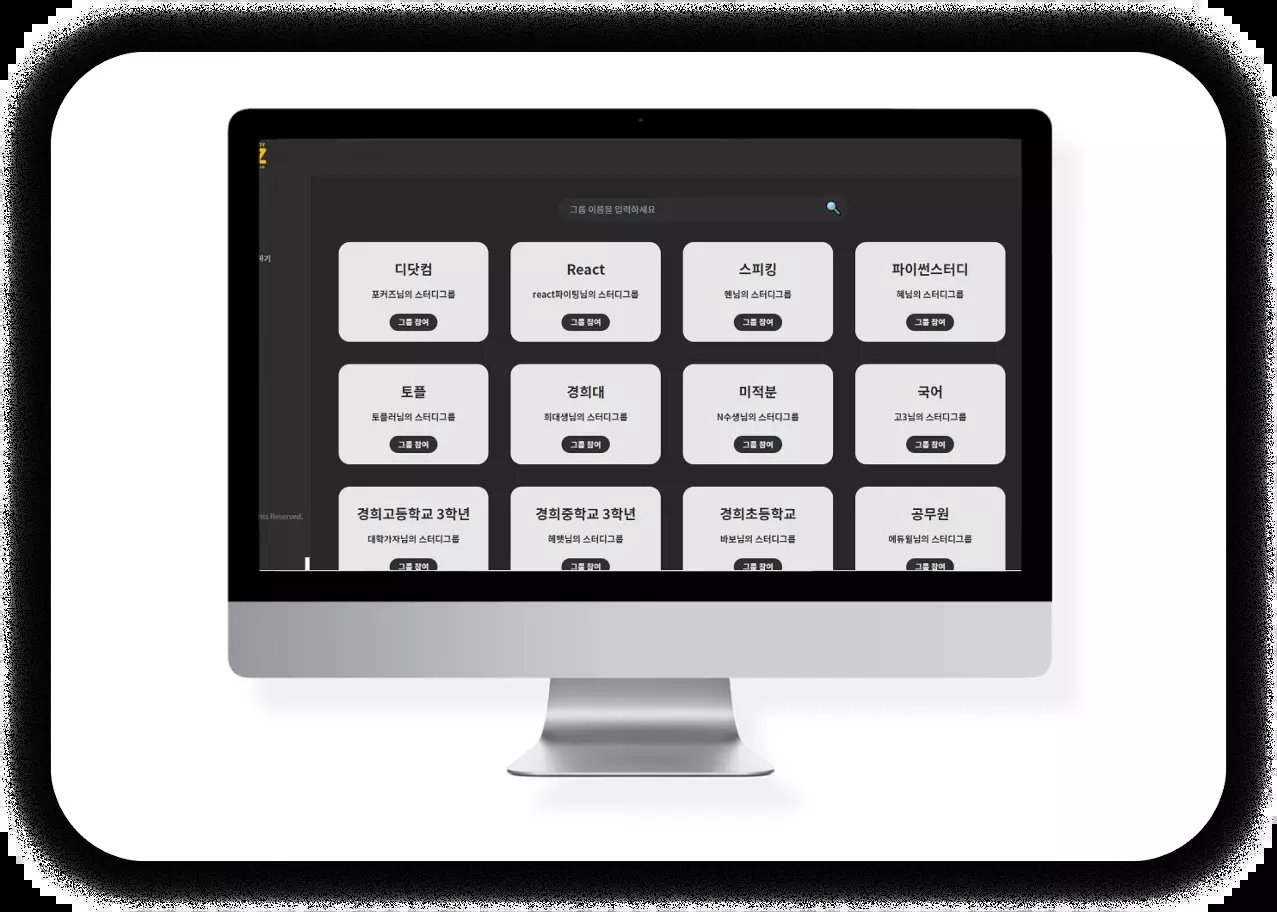 Z
그룹 이름을 입력하세요
하기
디닷컴
포커즈님의 스터디그룹
그룹 참여
React
react파이팅님의 스터디그룹
그룹 참여
스피킹
헨님의 스터디그룹
그룹 참여
파이썬스터디
헤님의 스터디그룹
그룹 참여
토플
토플러님의 스터디그룹
그룹 참여
경희대
희대생님의 스터디그룹
그룹 참여
미적분
N수생님의 스터디그룹
그룹 참여
국어
고3님의 스터디그룹
그룹 참여
경희고등학교 3학년
대학가자님의 스터디그룹
그룹 참여
경희중학교 3학년
헤헷님의 스터디그룹
그룹 참여
경희초등학교
바보님의 스터디그룹
그룹 참여
공무원
에듀윌님의 스터디그룹
그룹 참여
hts Reserved.